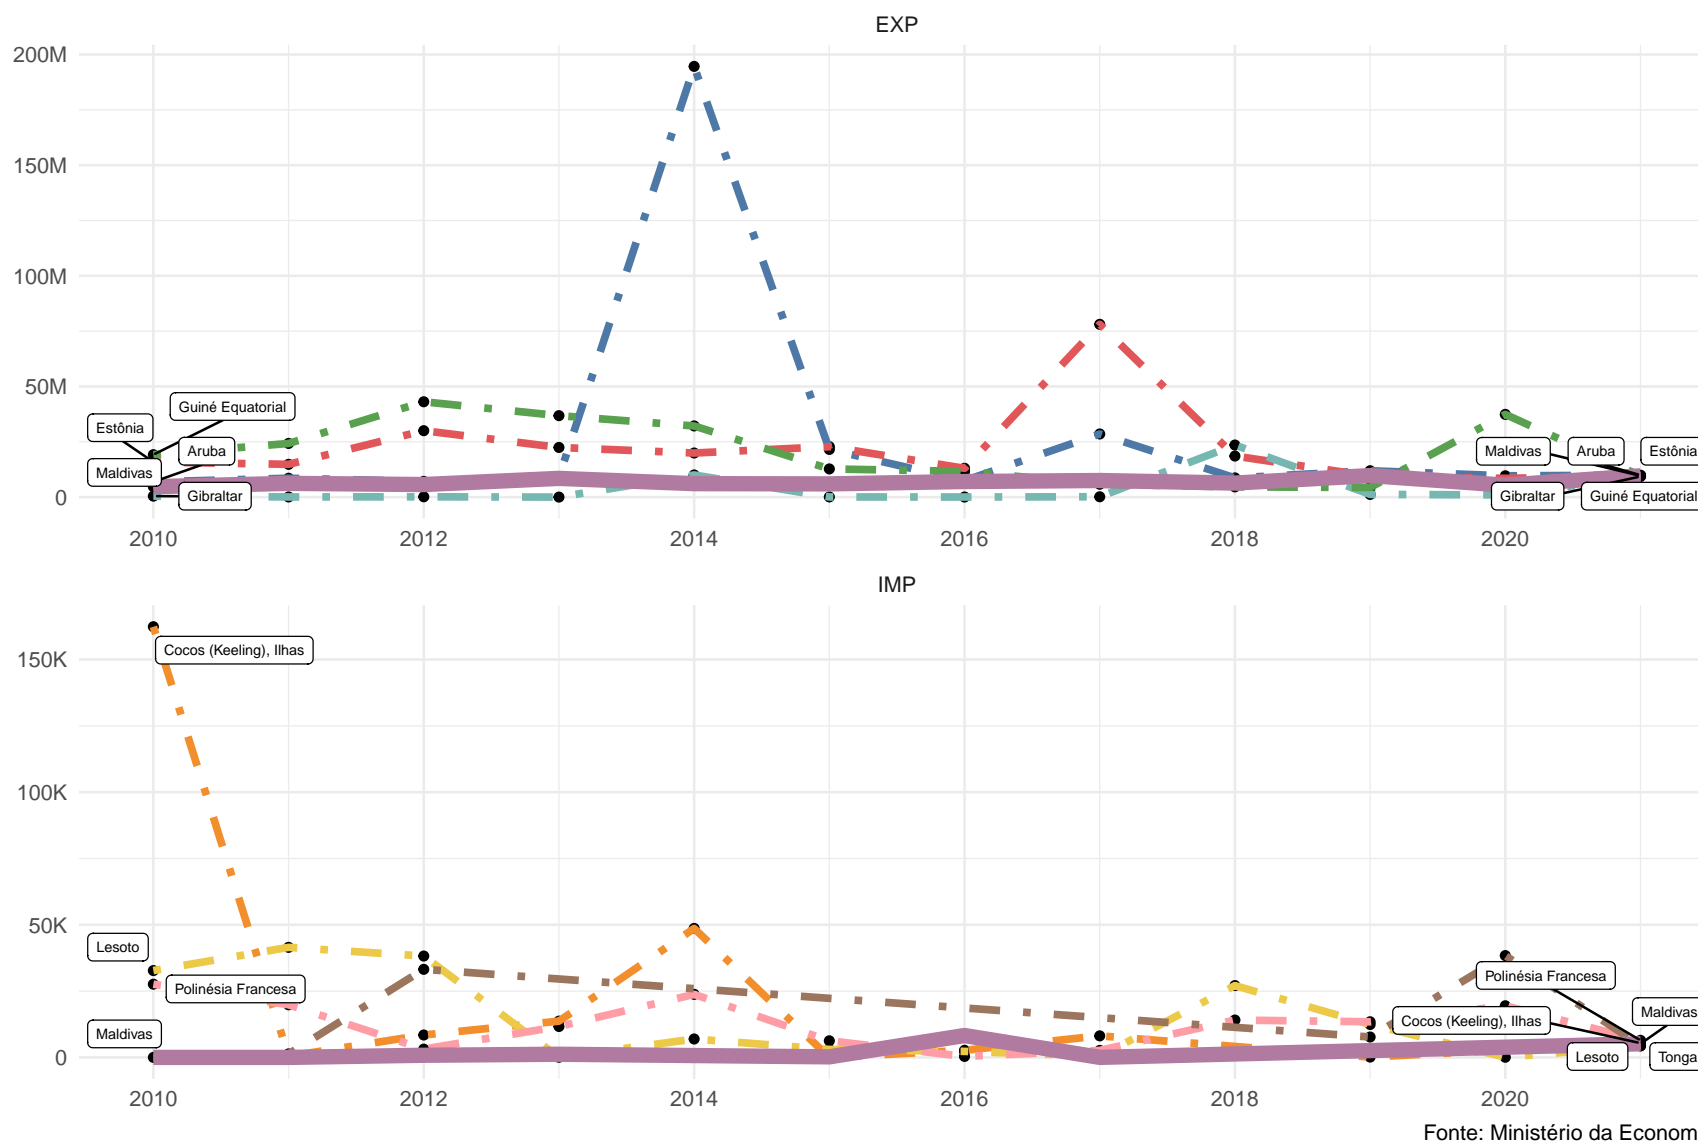 EXP
200M
150M
100M
50M
0
Guiné Equatorial
Estônia
Aruba
Maldivas
Gibraltar
Maldivas
Aruba
Estônia
Gibraltar
Guiné Equatorial
2010 2012 2014 2016 2018 2020
IMP
150K
100K
50K
0
Cocos (Keeling), Ilhas
Lesoto
Polinésia Francesa
Maldivas
Polinésia Francesa
Maldivas
Cocos (Keeling), Ilhas
Lesoto
Tonga
2010 2012 2014 2016 2018 2020
Fonte: Ministério da Econom